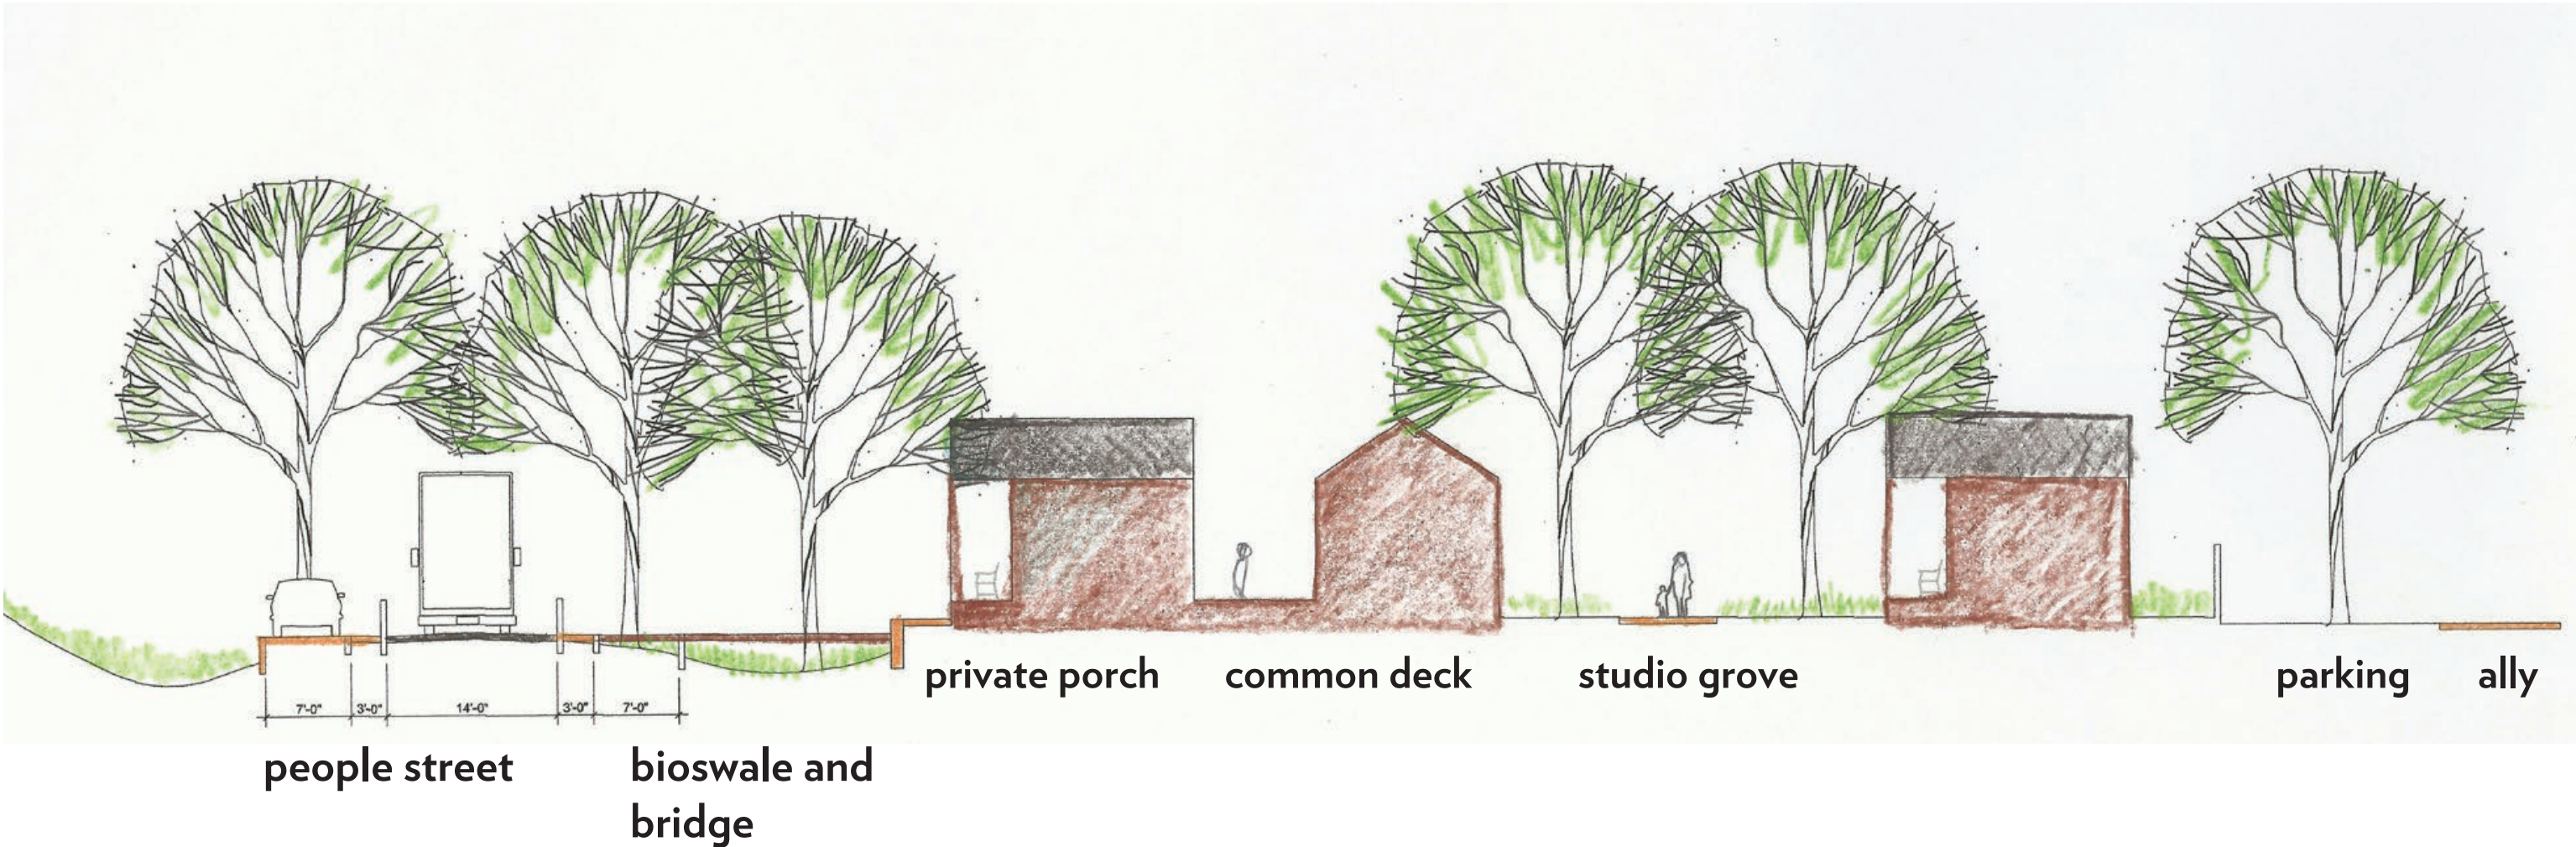 private porch
common deck
studio grove
parking
ally
7'-0"
3'-0"
14'-0"
3'-0"
7'-0"
people street
bioswale and
bridge